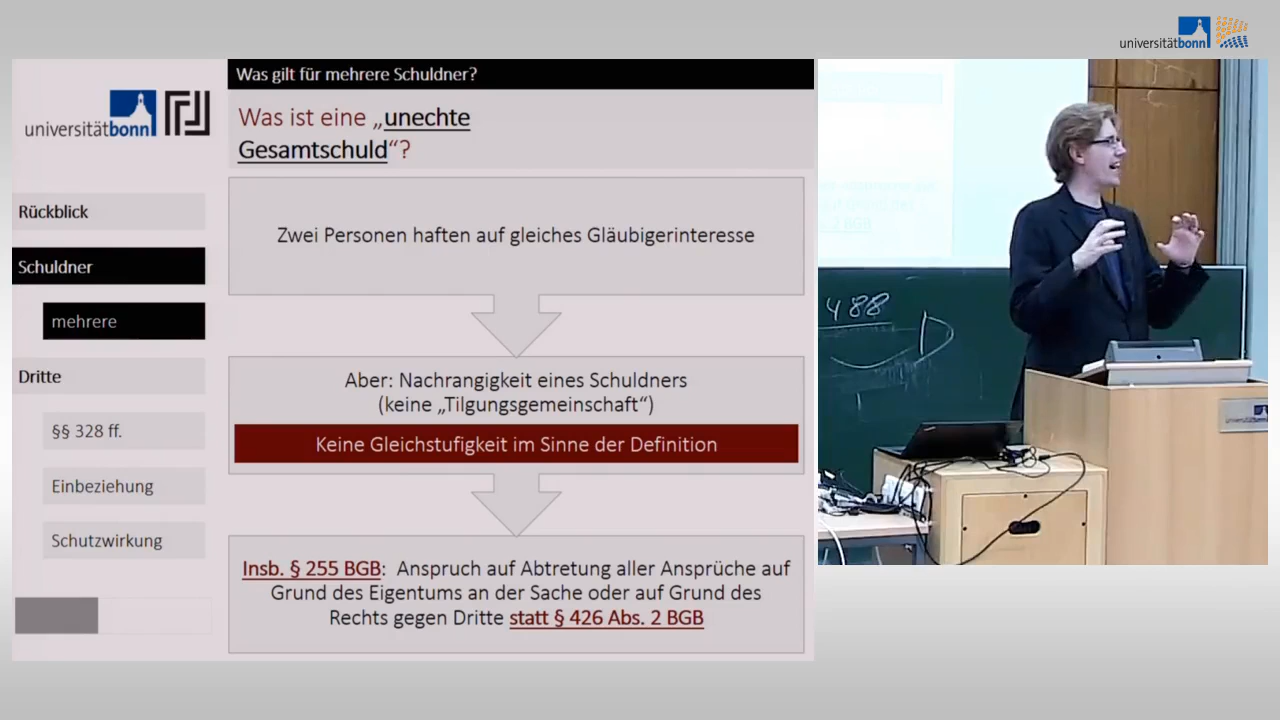 universitätbonn
Was gilt für mehrere Schuldner?
universitätbonn
Was ist eine „unechte
Gesamtschuld“?
Rückblick
Schuldner
mehrere
Dritte
§§ 328 ff.
Einbeziehung
Schutzwirkung
Zwei Personen haften auf gleiches Gläubigerinteresse
Aber: Nachrangigkeit eines Schuldners
(keine „Tilgungsgemeinschaft“)
Keine Gleichstufigkeit im Sinne der Definition
Insb. § 255 BGB: Anspruch auf Abtretung aller Ansprüche auf
Grund des Eigentums an der Sache oder auf Grund des
Rechts gegen Dritte statt § 426 Abs. 2 BGB
488